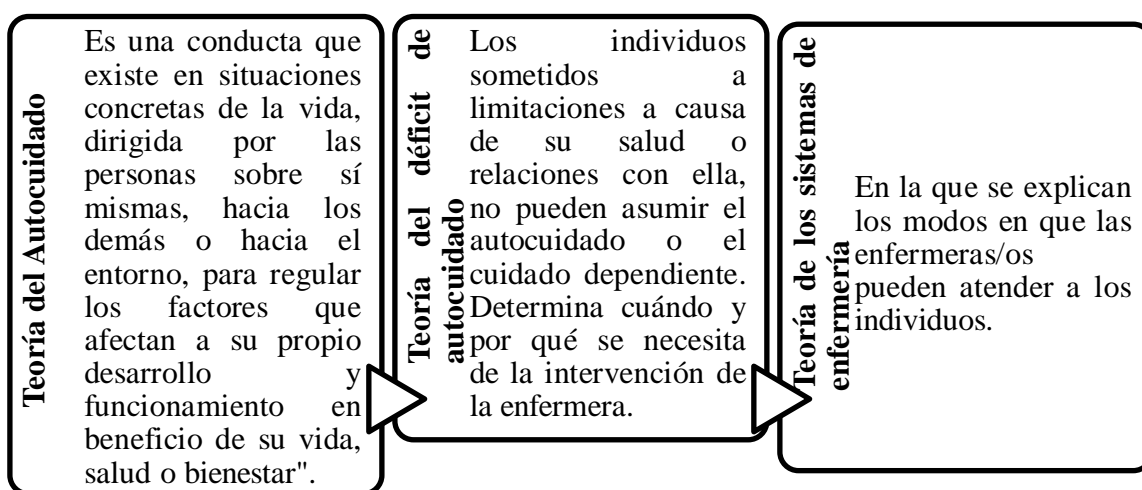 Teoría del Autocuidado
Es una conducta que
existe en situaciones
concretas de la vida,
dirigida por las
personas sobre sí
mismas, hacia los
demás o hacia el
entorno, para regular
los factores que
afectan a su propio
desarrollo y
funcionamiento en
beneficio de su vida,
salud o bienestar".
Teoría del déficit de
autocuidado
Los individuos
sometidos a
limitaciones a causa
de su salud o
relaciones con ella,
no pueden asumir el
autocuidado o el
cuidado dependiente.
Determina cuándo y
por qué se necesita
de la intervención de
la enfermera.
Teoría de los sistemas de
enfermería
En la que se explican
los modos en que las
enfermeras/os
pueden atender a los
individuos.